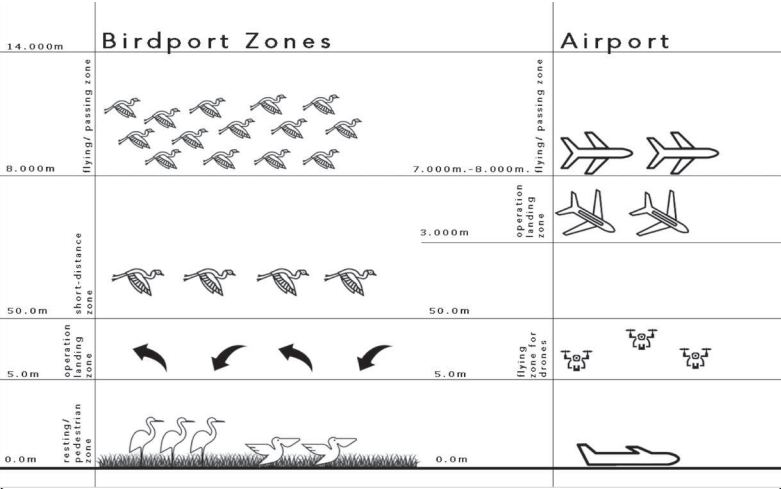 Birdport Zones
Airport
14.000m
flying/ passing zone
flying/ passing zone
8.000m
7.000m.-8.000m.
operation
landing
zone
3.000m
short-distance
zone
50.0m
50.0m
operation
landing
zone
flying
zone for
drones
5.0m
5.0m
resting/
pedestrian
zone
0.0m
0.0m